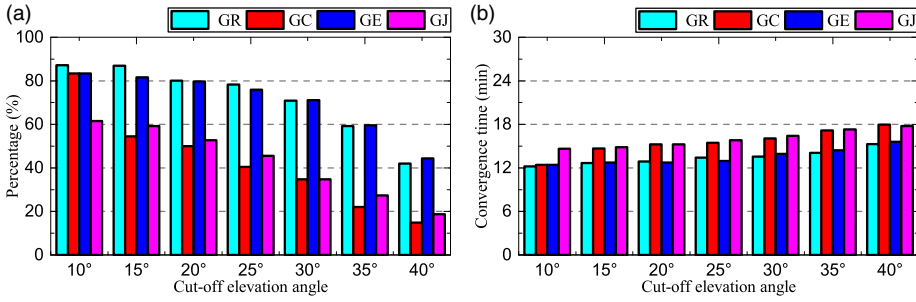 (a)
GR GC GE GJ
Percentage (%)
100
80
60
40
20
0
10° 15° 20° 25° 30° 35° 40°
Cut-off elevation angle
(b)
GR GC GE GJ
Convergence time (min)
30
24
18
12
6
0
10° 15° 20° 25° 30° 35° 40°
Cut-off elevation angle